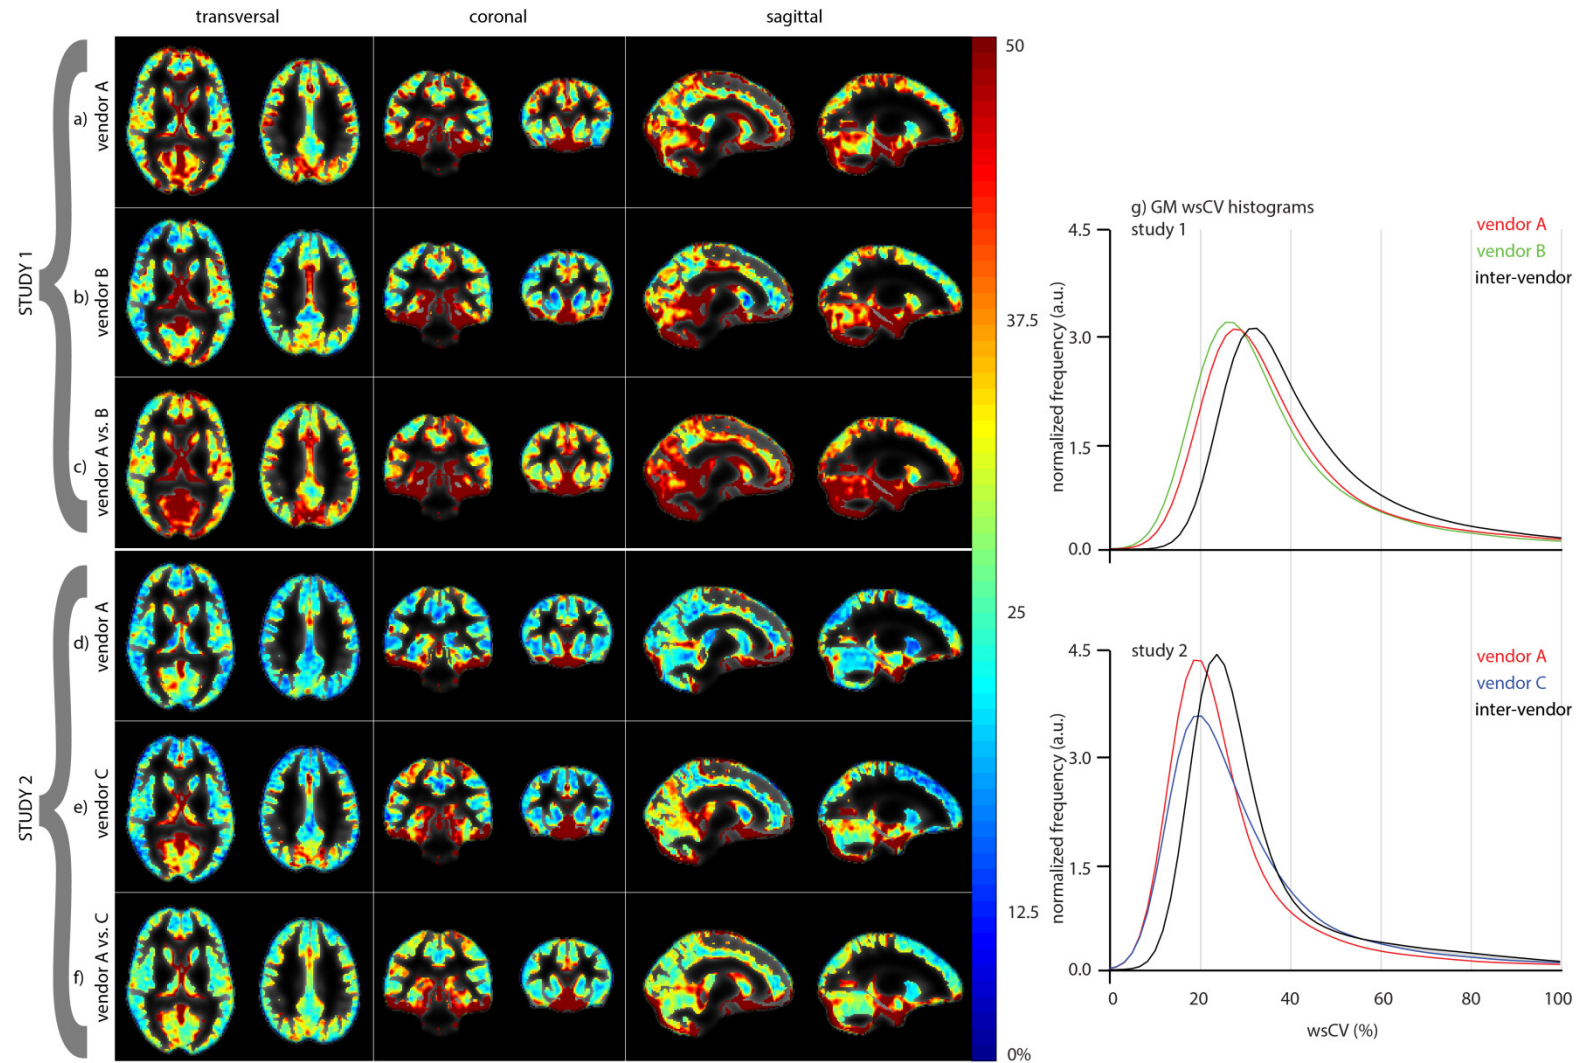 transversal
coronal
sagittal
STUDY 1
a) vendor A
b) vendor B
c) vendor A vs. B
STUDY 2
d) vendor A
e) vendor C
f) vendor A vs. C
50
37.5
25
12.5
0%
g) GM wsCV histograms
study 1
vendor A
vendor B
inter-vendor
normalized frequency (a.u.)
4.5
3.0
1.5
0.0
study 2
vendor A
vendor C
inter-vendor
normalized frequency (a.u.)
4.5
3.0
1.5
0.0
0
20
40
60
80
100
wsCV (%)